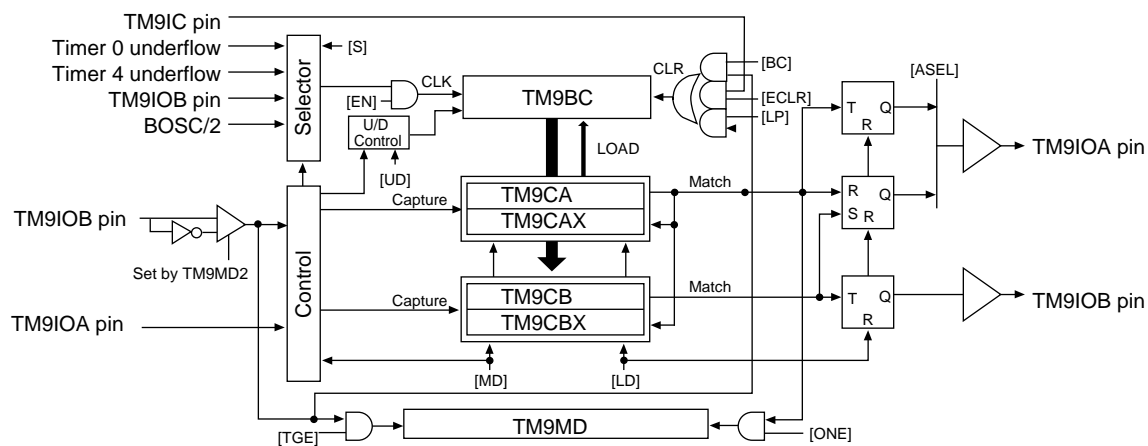 TM9IC pin
Timer 0 underflow
Timer 4 underflow
TM9IOB pin
BOSC/2
Selector
[S]
[EN]
CLK
U/D
Control
[UD]
TM9BC
CLR
[BC]
[ECLR]
[LP]
LOAD
[ASEL]
T Q
R
TM9IOA pin
TM9IOB pin
Set by TM9MD2
Control
Capture
TM9CA
TM9CAX
Match
R Q
S R
Capture
TM9CB
TM9CBX
Match
T Q
R
TM9IOB pin
TM9IOA pin
[MD]
[LD]
[TGE]
TM9MD
[ONE]